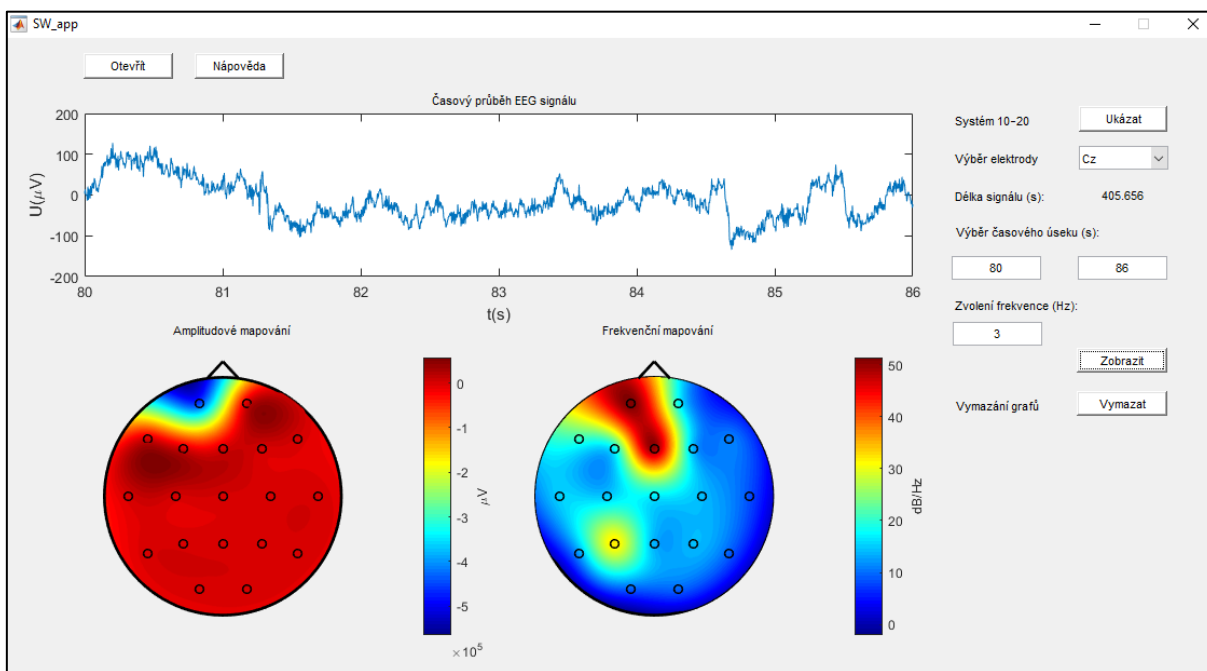 SW_app
Otevřít
Nápověda
Časový průběh EEG signálu
U(μV)
200
100
0
-100
-200
80
81
82
83
84
85
86
t(s)
Systém 10-20
Ukázat
Výběr elektrody
Cz
Délka signálu (s):
405.656
Výběr časového úseku (s):
80
86
Zvolení frekvence (Hz):
3
Zobrazit
Vymazání grafů
Vymazat
Amplitudové mapování
0
-1
-2
-3
-4
-5
μV
×10⁵
Frekvenční mapování
50
40
30
20
10
0
dB/Hz